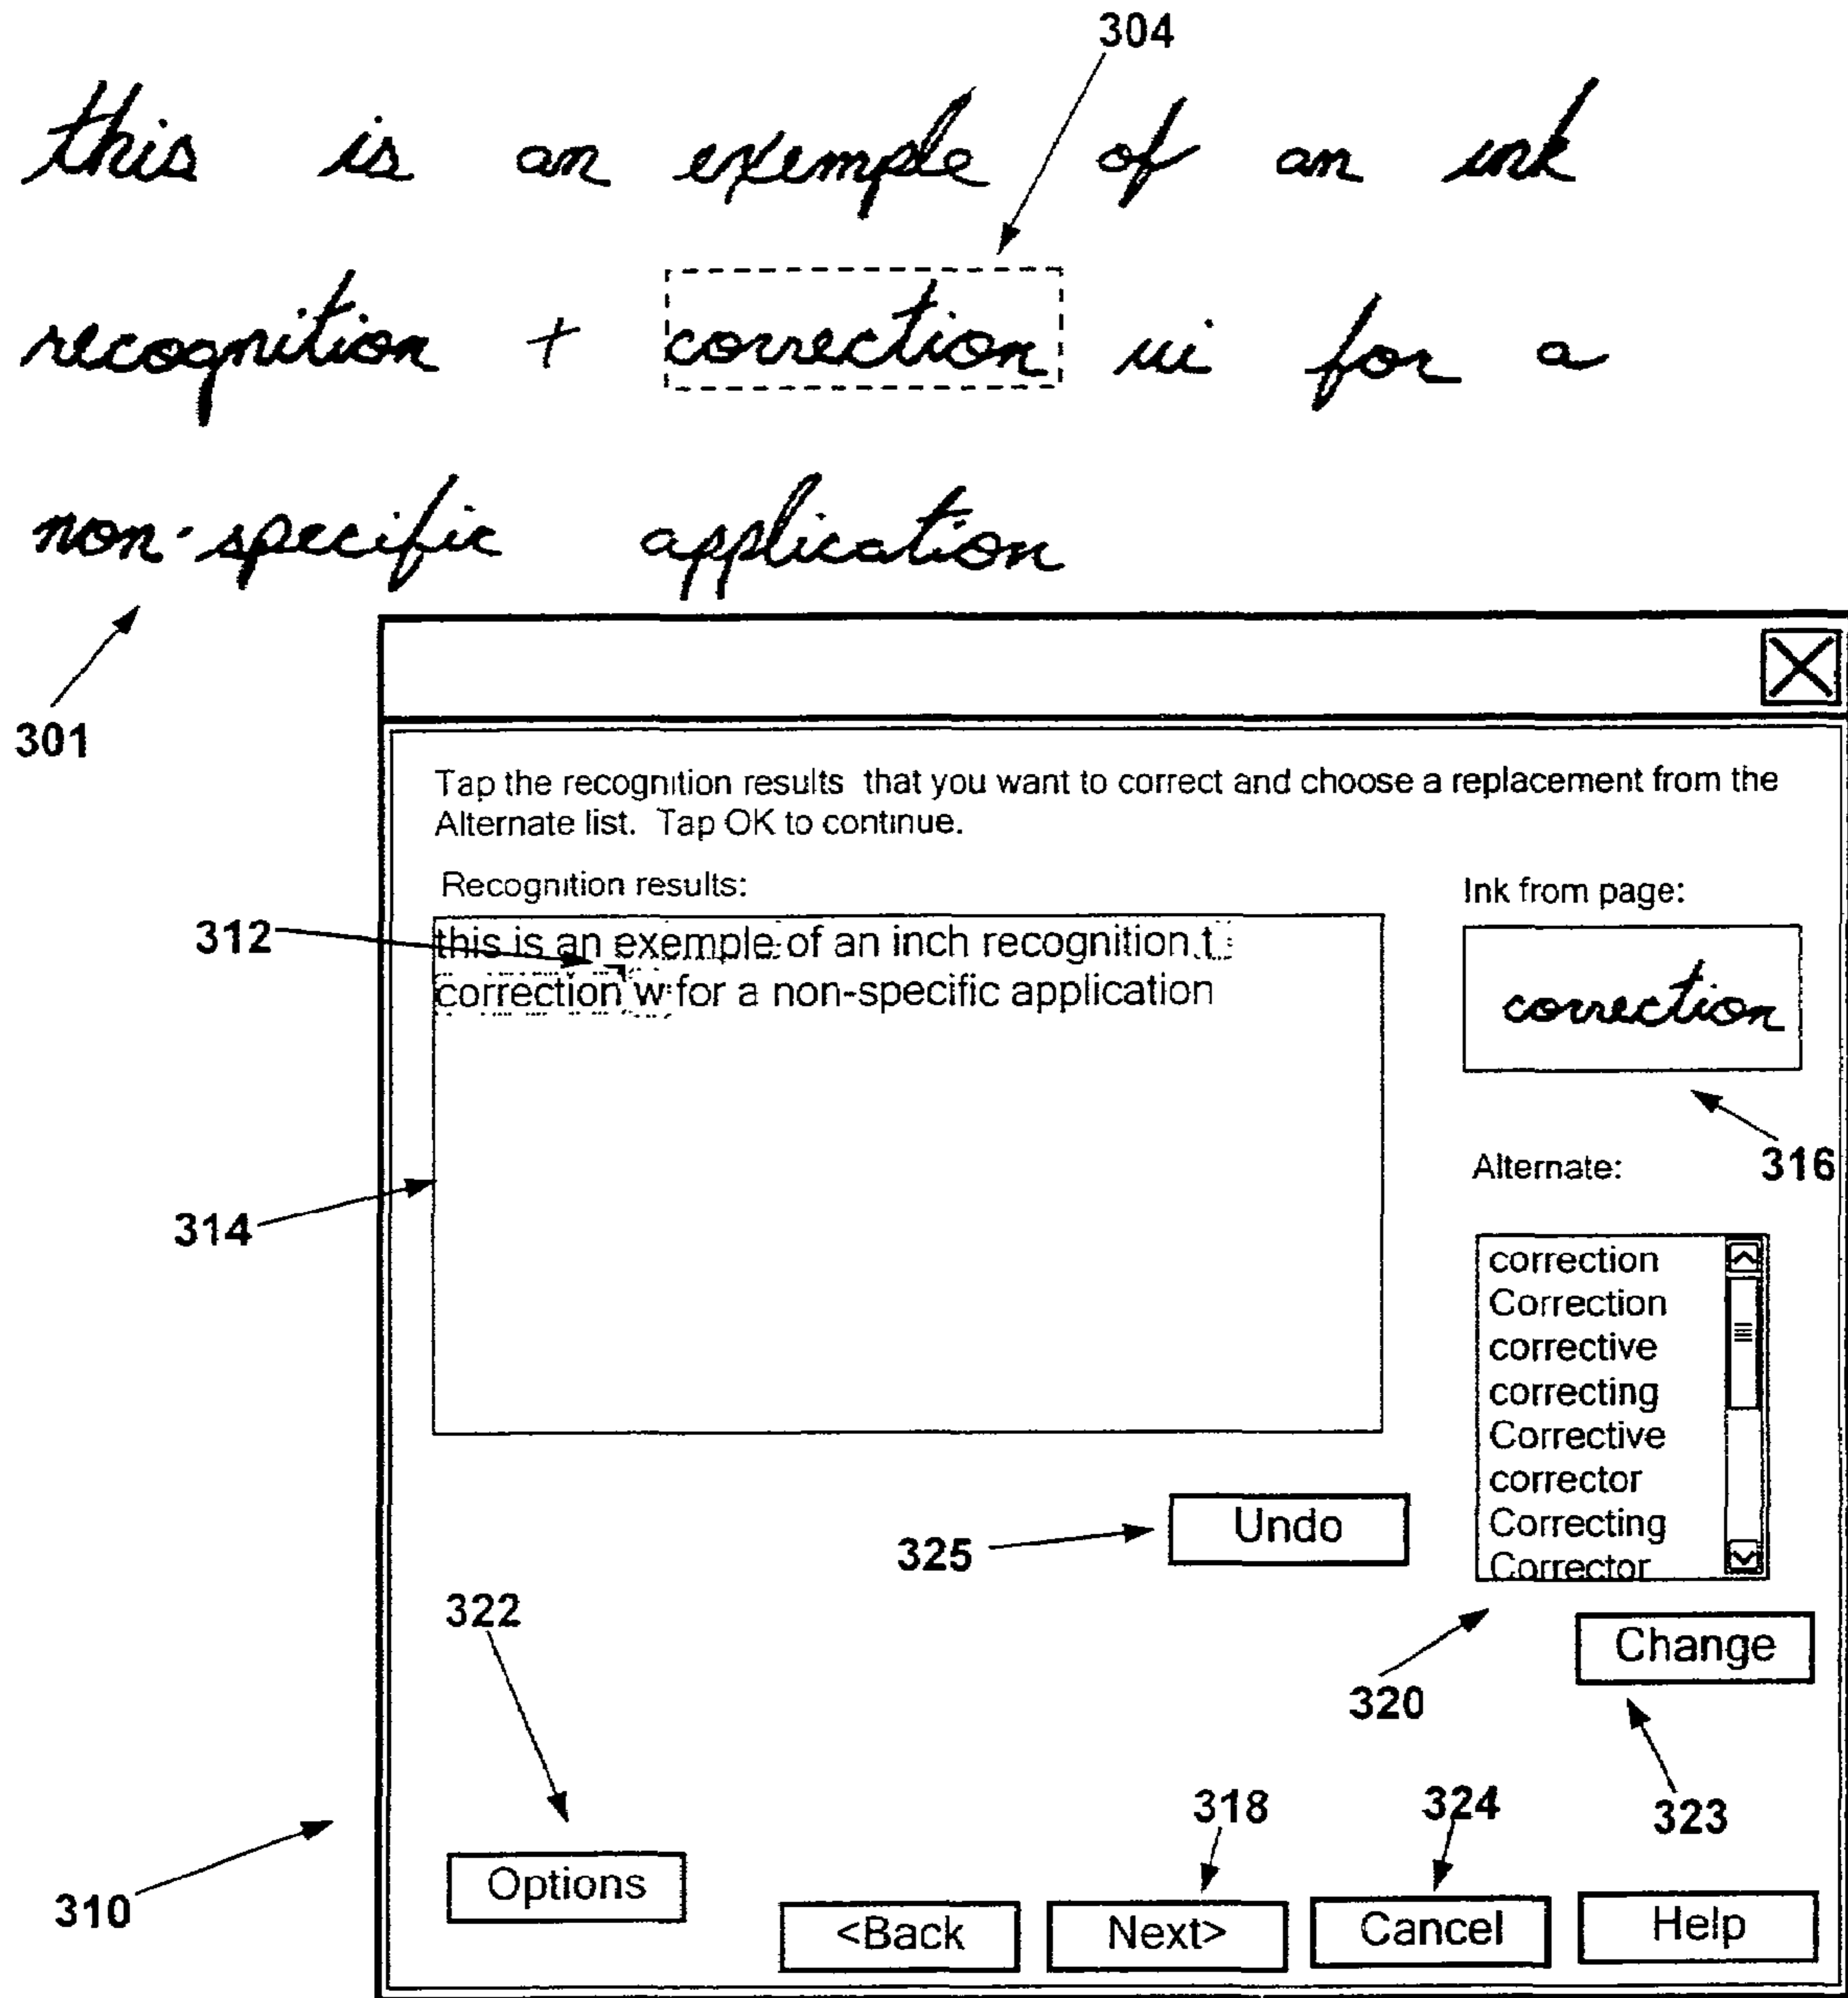 304
this is an exemple of an ink
recognition + correction ui for a
non-specific application
301
Tap the recognition results that you want to correct and choose a replacement from the
Alternate list. Tap OK to continue.
Recognition results:
Ink from page:
312
this is an exemple of an inch recognition t
correction w for a non-specific application
correction
316
Alternate:
314
correction
Correction
corrective
correcting
Corrective
corrector
Correcting
Corrector
Undo
325
322
Change
320
318
324
323
Options
310
<Back
Next>
Cancel
Help